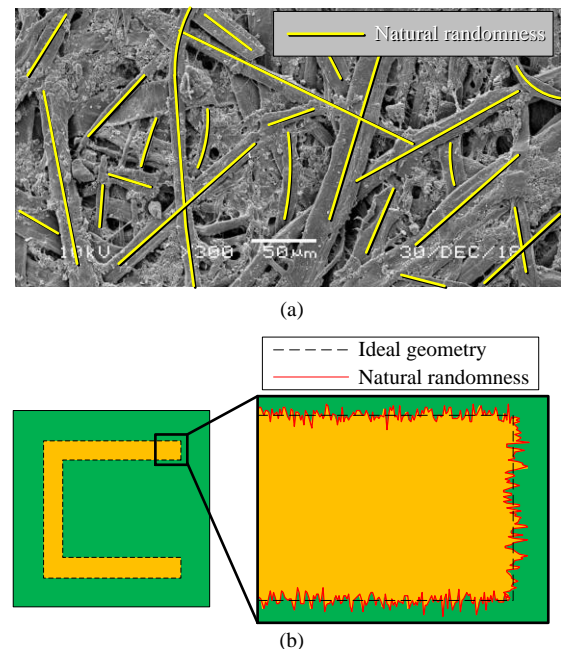 Natural randomness
10kV ×300 50μm 30/DEC/18
(a)
Ideal geometry
Natural randomness
(b)